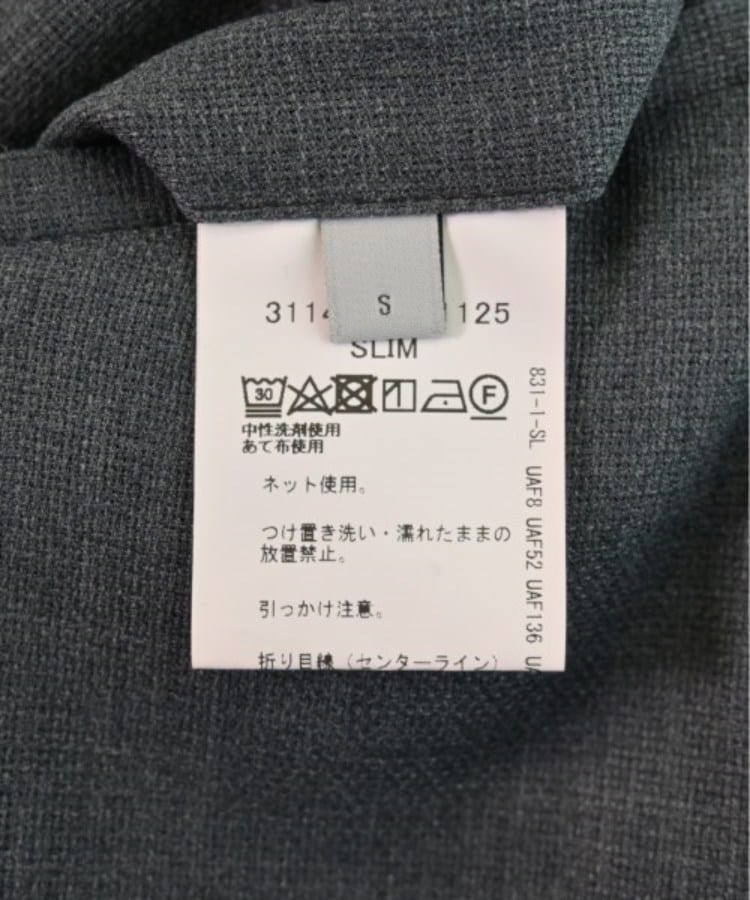 S
3114 1125
SLIM
30 F
中性洗剤使用
あて布使用
ネット使用。
つけ置き洗い・濡れたままの
放置禁止。
引っかけ注意。
折り目線（センターライン）
831-1-SL UAF8 UAF52 UAF136